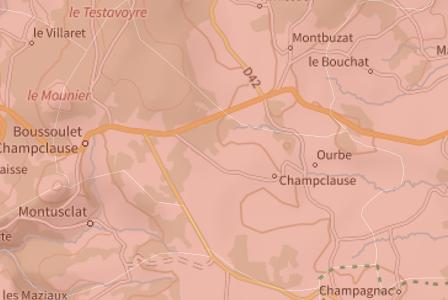 le Testavoyre
le Villaret
Montbuzat
le Bouchat
D42
le Mounier
Boussoulet
Champclause
Ourbe
aisse
Champclause
Montusclat
les Maziaux
Champagnac